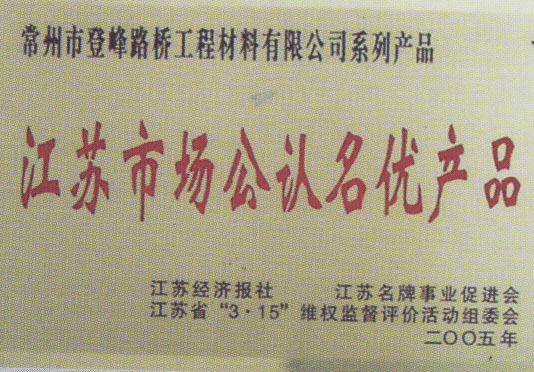 常州市登峰路桥工程材料有限公司系列产品
江苏市场公认名优产品
江苏经济报社 江苏名牌事业促进会
江苏省“3·15”维权监督评价活动组委会
二〇〇五年